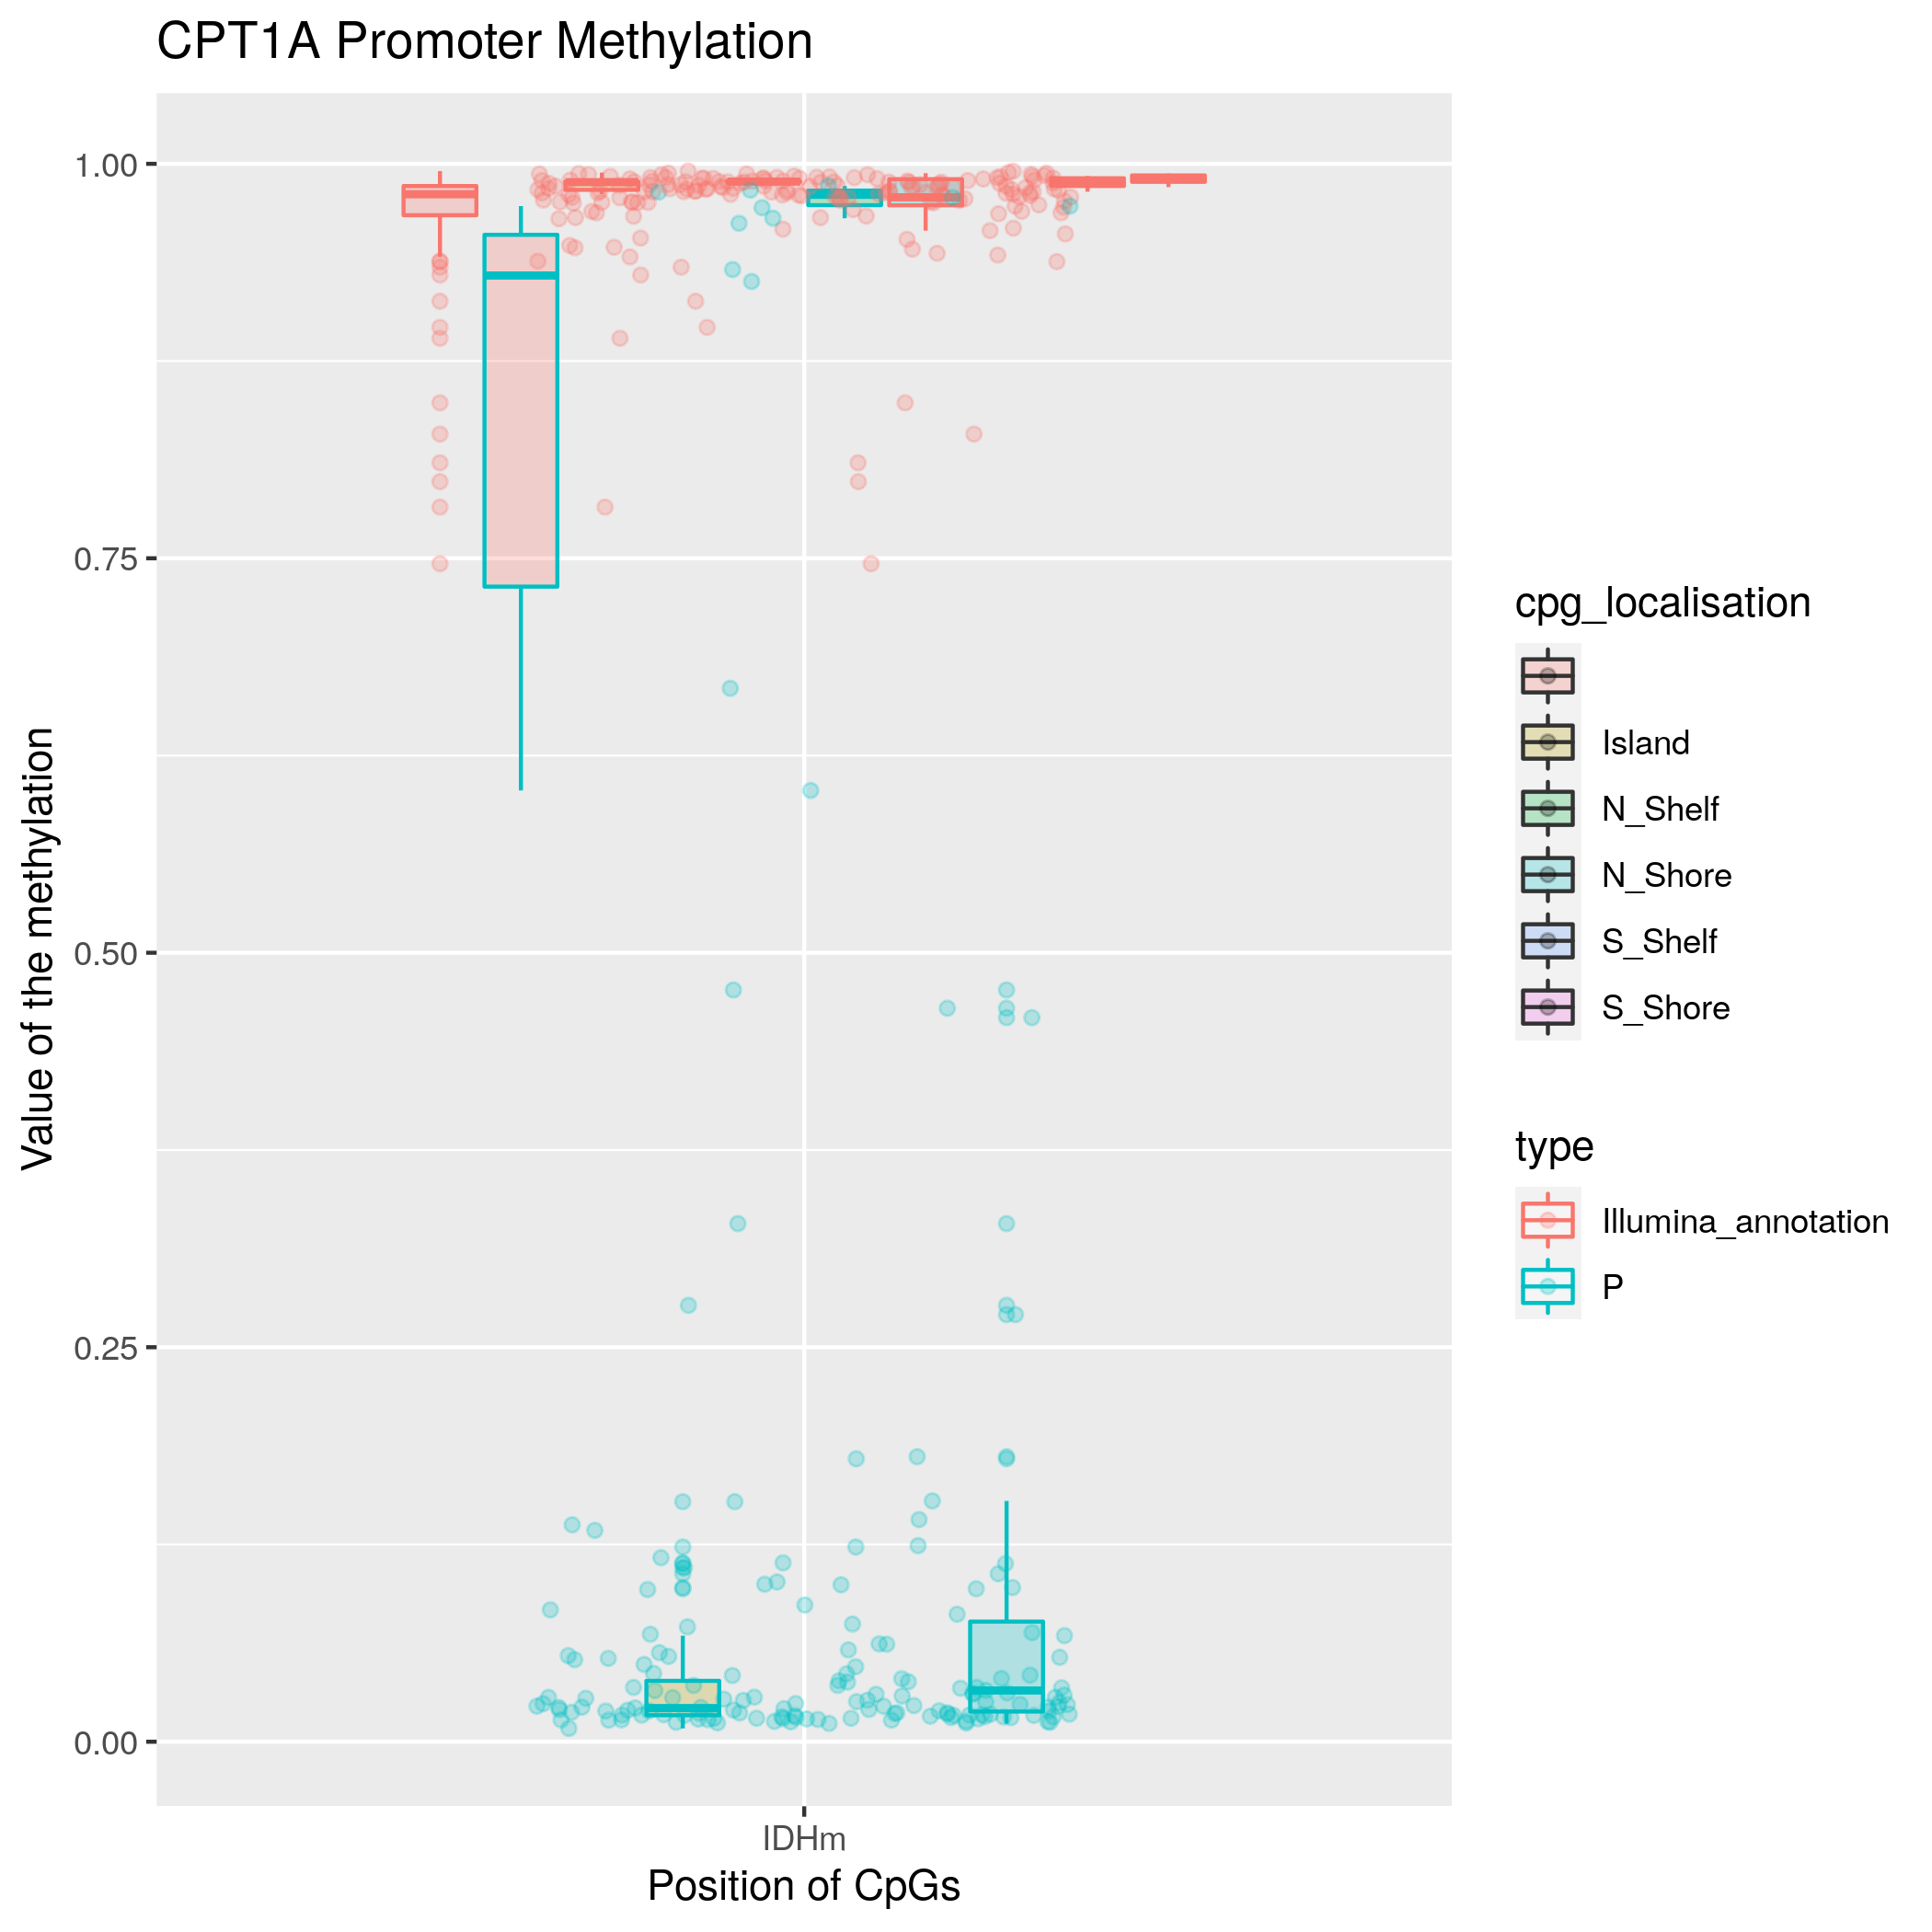 CPT1A Promoter Methylation
1.00
0.75
0.50
0.25
0.00
Value of the methylation
IDHm
Position of CpGs
cpg_localisation
Island
N_Shelf
N_Shore
S_Shelf
S_Shore
type
Illumina_annotation
P